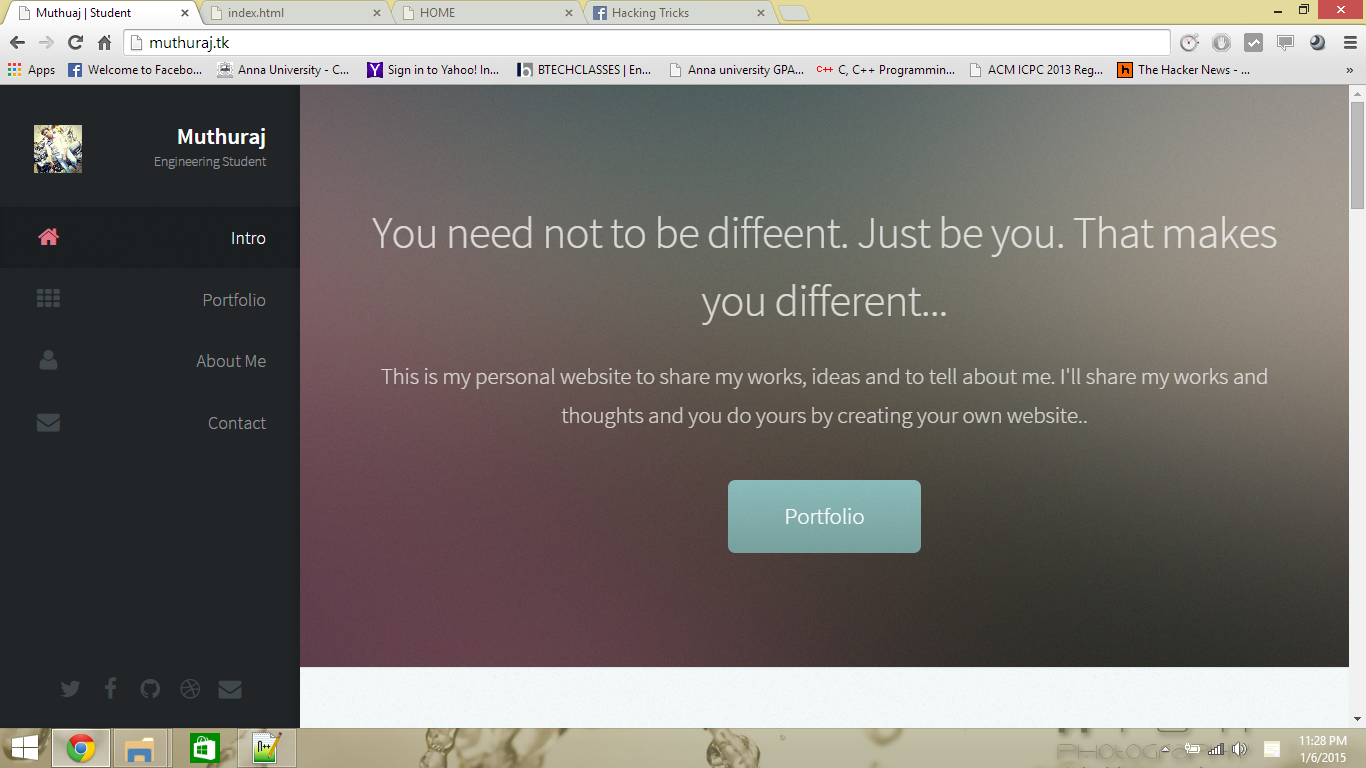 Muthuaj | Student
index.html
HOME
Hacking Tricks
muthuraj.tk
Apps
Welcome to Facebo...
Anna University - C...
Sign in to Yahoo! In...
BTECHCLASSES | En...
Anna university GPA...
C++ C, C++ Programmin...
ACM ICPC 2013 Reg...
The Hacker News - ...
»
Muthuraj
Engineering Student
Intro
Portfolio
About Me
Contact
You need not to be diffeent. Just be you. That makes
you different...
This is my personal website to share my works, ideas and to tell about me. I'll share my works and
thoughts and you do yours by creating your own website..
Portfolio
11:28 PM
1/6/2015